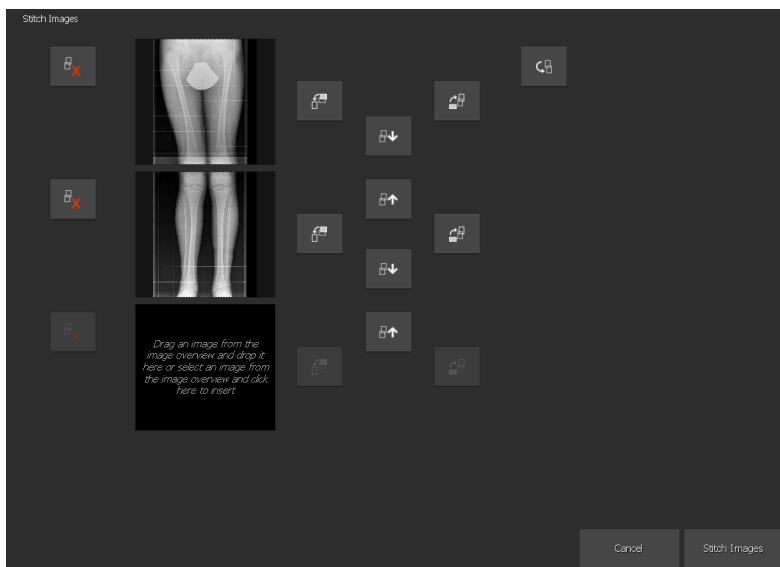 Stitch Images
Drag an image from the
image overview and drop it
here or select an image from
the image overview and click
here to insert
Cancel
Stitch Images